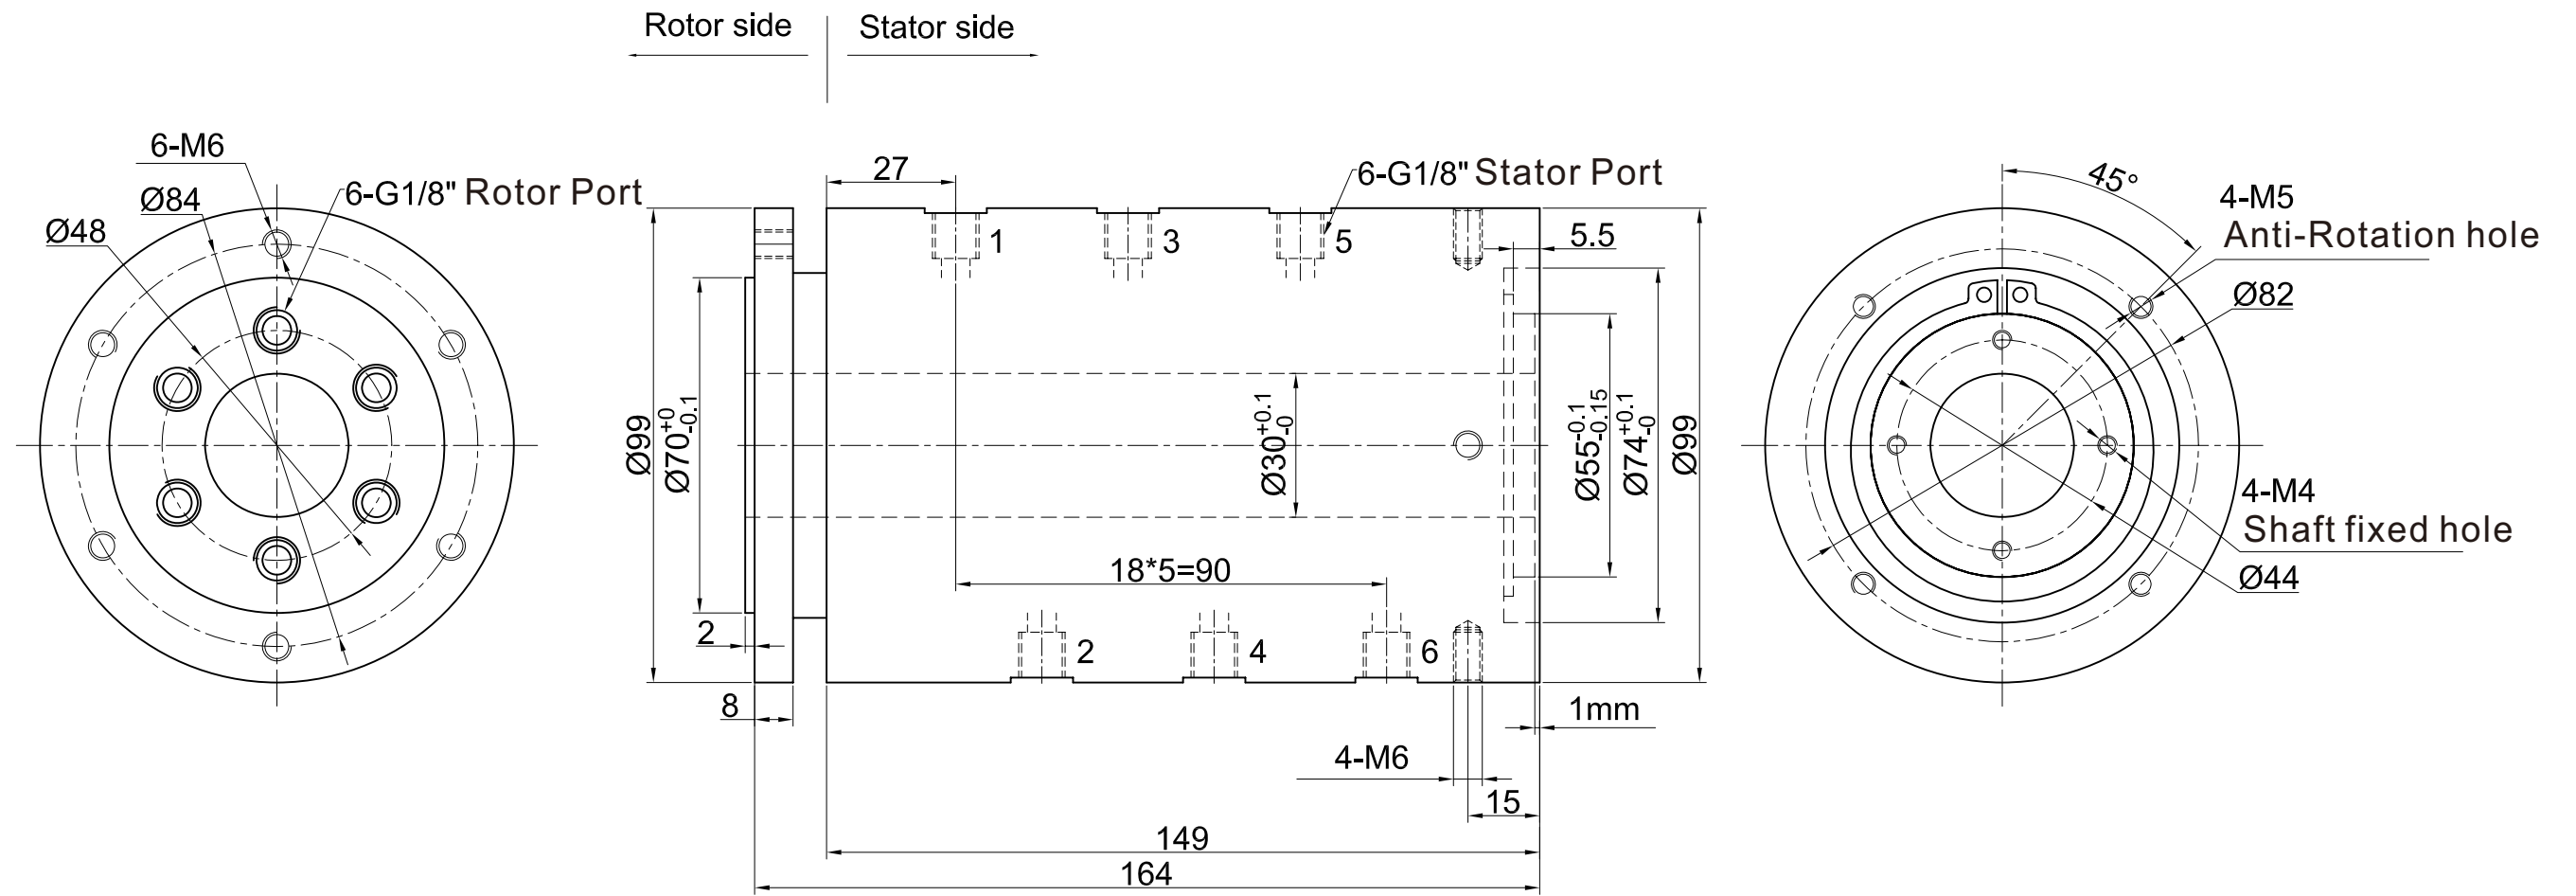 Rotor side
Stator side
6-M6
Ø84
Ø48
6-G1/8" Rotor Port
27
6-G1/8" Stator Port
1
3
5
5.5
Ø99
Ø70+0 -0.1
Ø30+0.1 -0
Ø55-0.1 -0.15
Ø74+0.1 -0
Ø99
18*5=90
2
2
4
6
8
1mm
4-M6
15
149
164
45°
4-M5
Anti-Rotation hole
Ø82
4-M4
Shaft fixed hole
Ø44